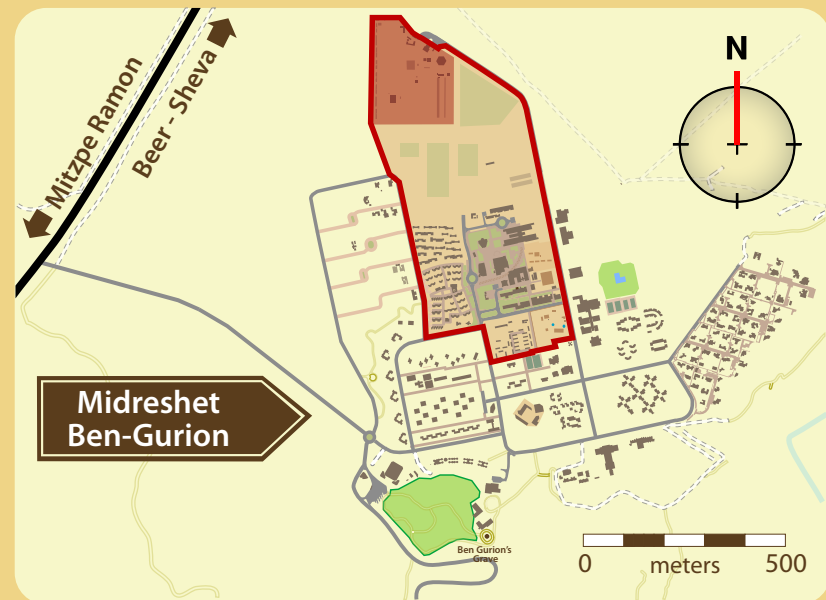 Mitzpe Ramon
Beer - Sheva
N
Midreshet
Ben-Gurion
Ben Gurion's
Grave
0 meters 500